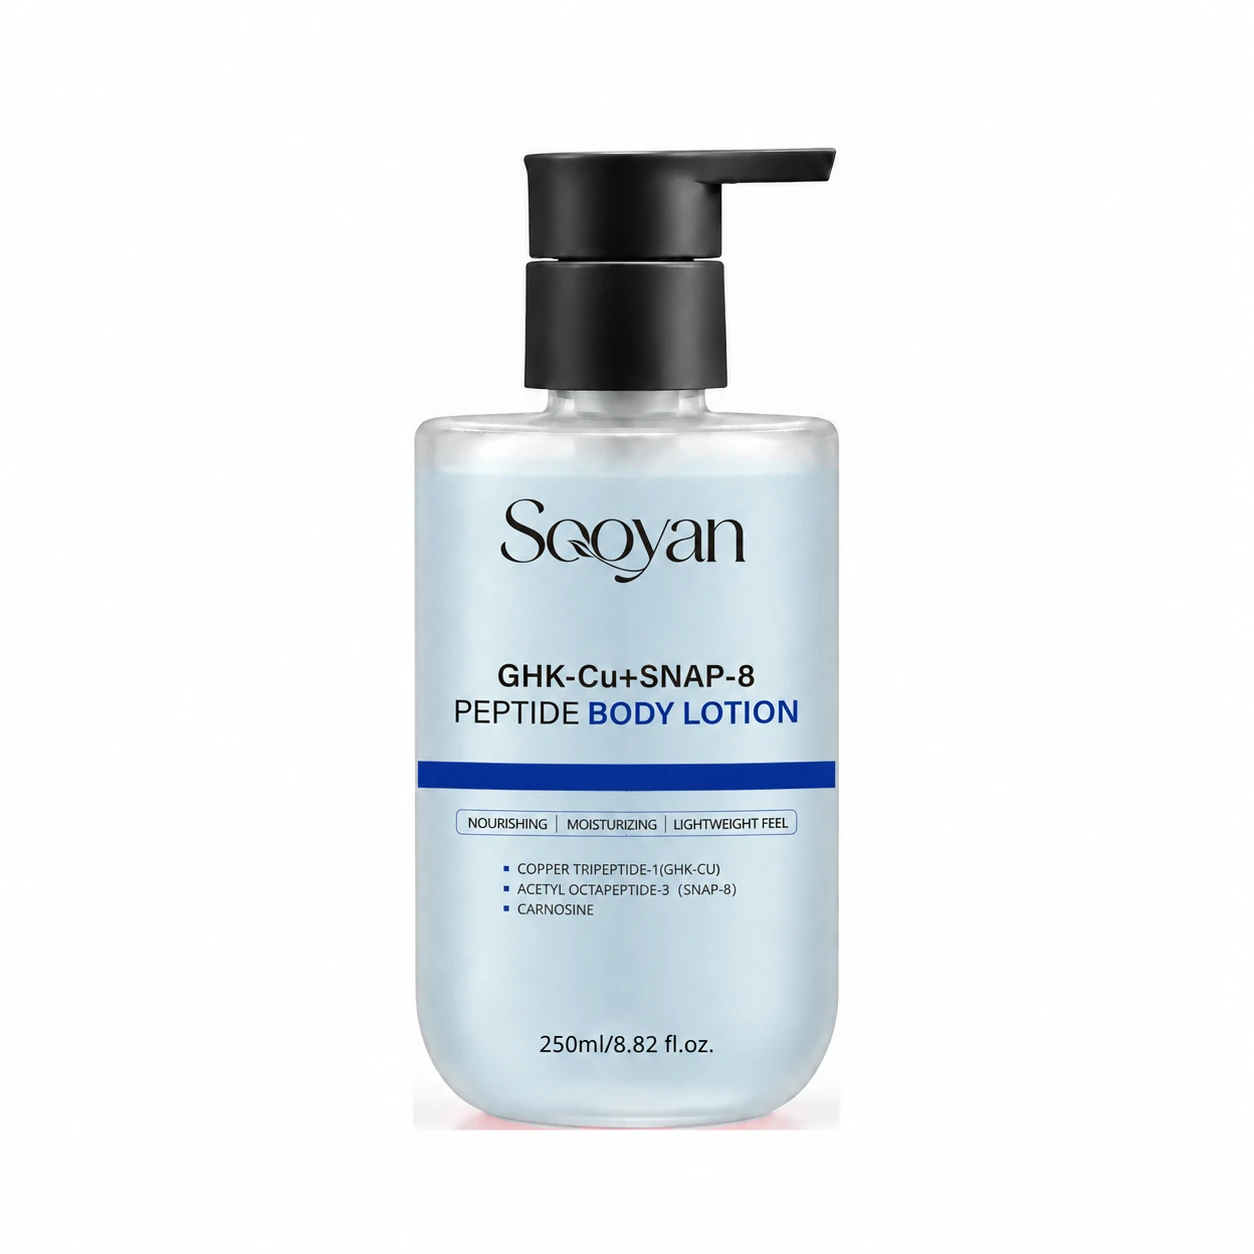 Sooyan
GHK-Cu+SNAP-8
PEPTIDE BODY LOTION
NOURISHING | MOISTURIZING | LIGHTWEIGHT FEEL
▪ COPPER TRIPEPTIDE-1(GHK-CU)
▪ ACETYL OCTAPEPTIDE-3 (SNAP-8)
▪ CARNOSINE
250ml/8.82 fl.oz.